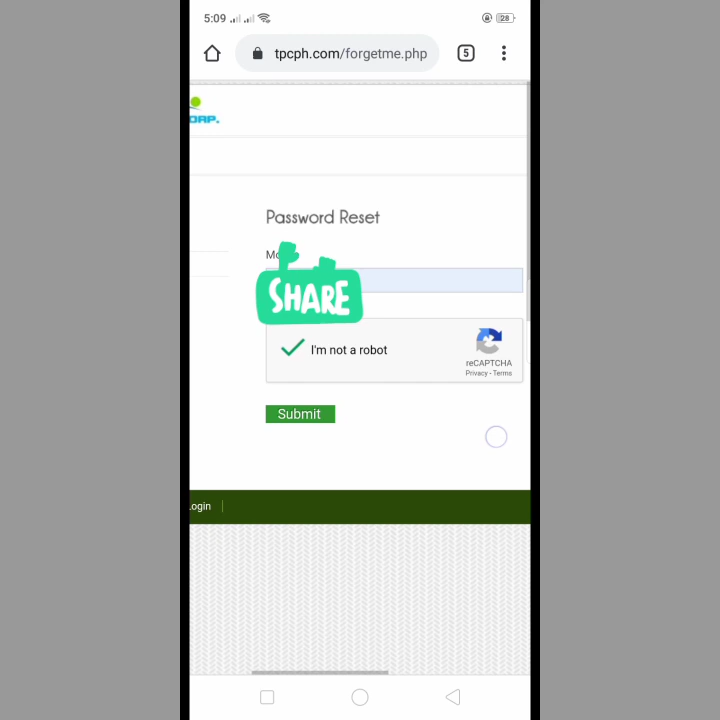 5:09
28
tpcph.com/forgetme.php
5
ORP.
Password Reset
SHARE
I'm not a robot
reCAPTCHA
Privacy - Terms
Submit
Login